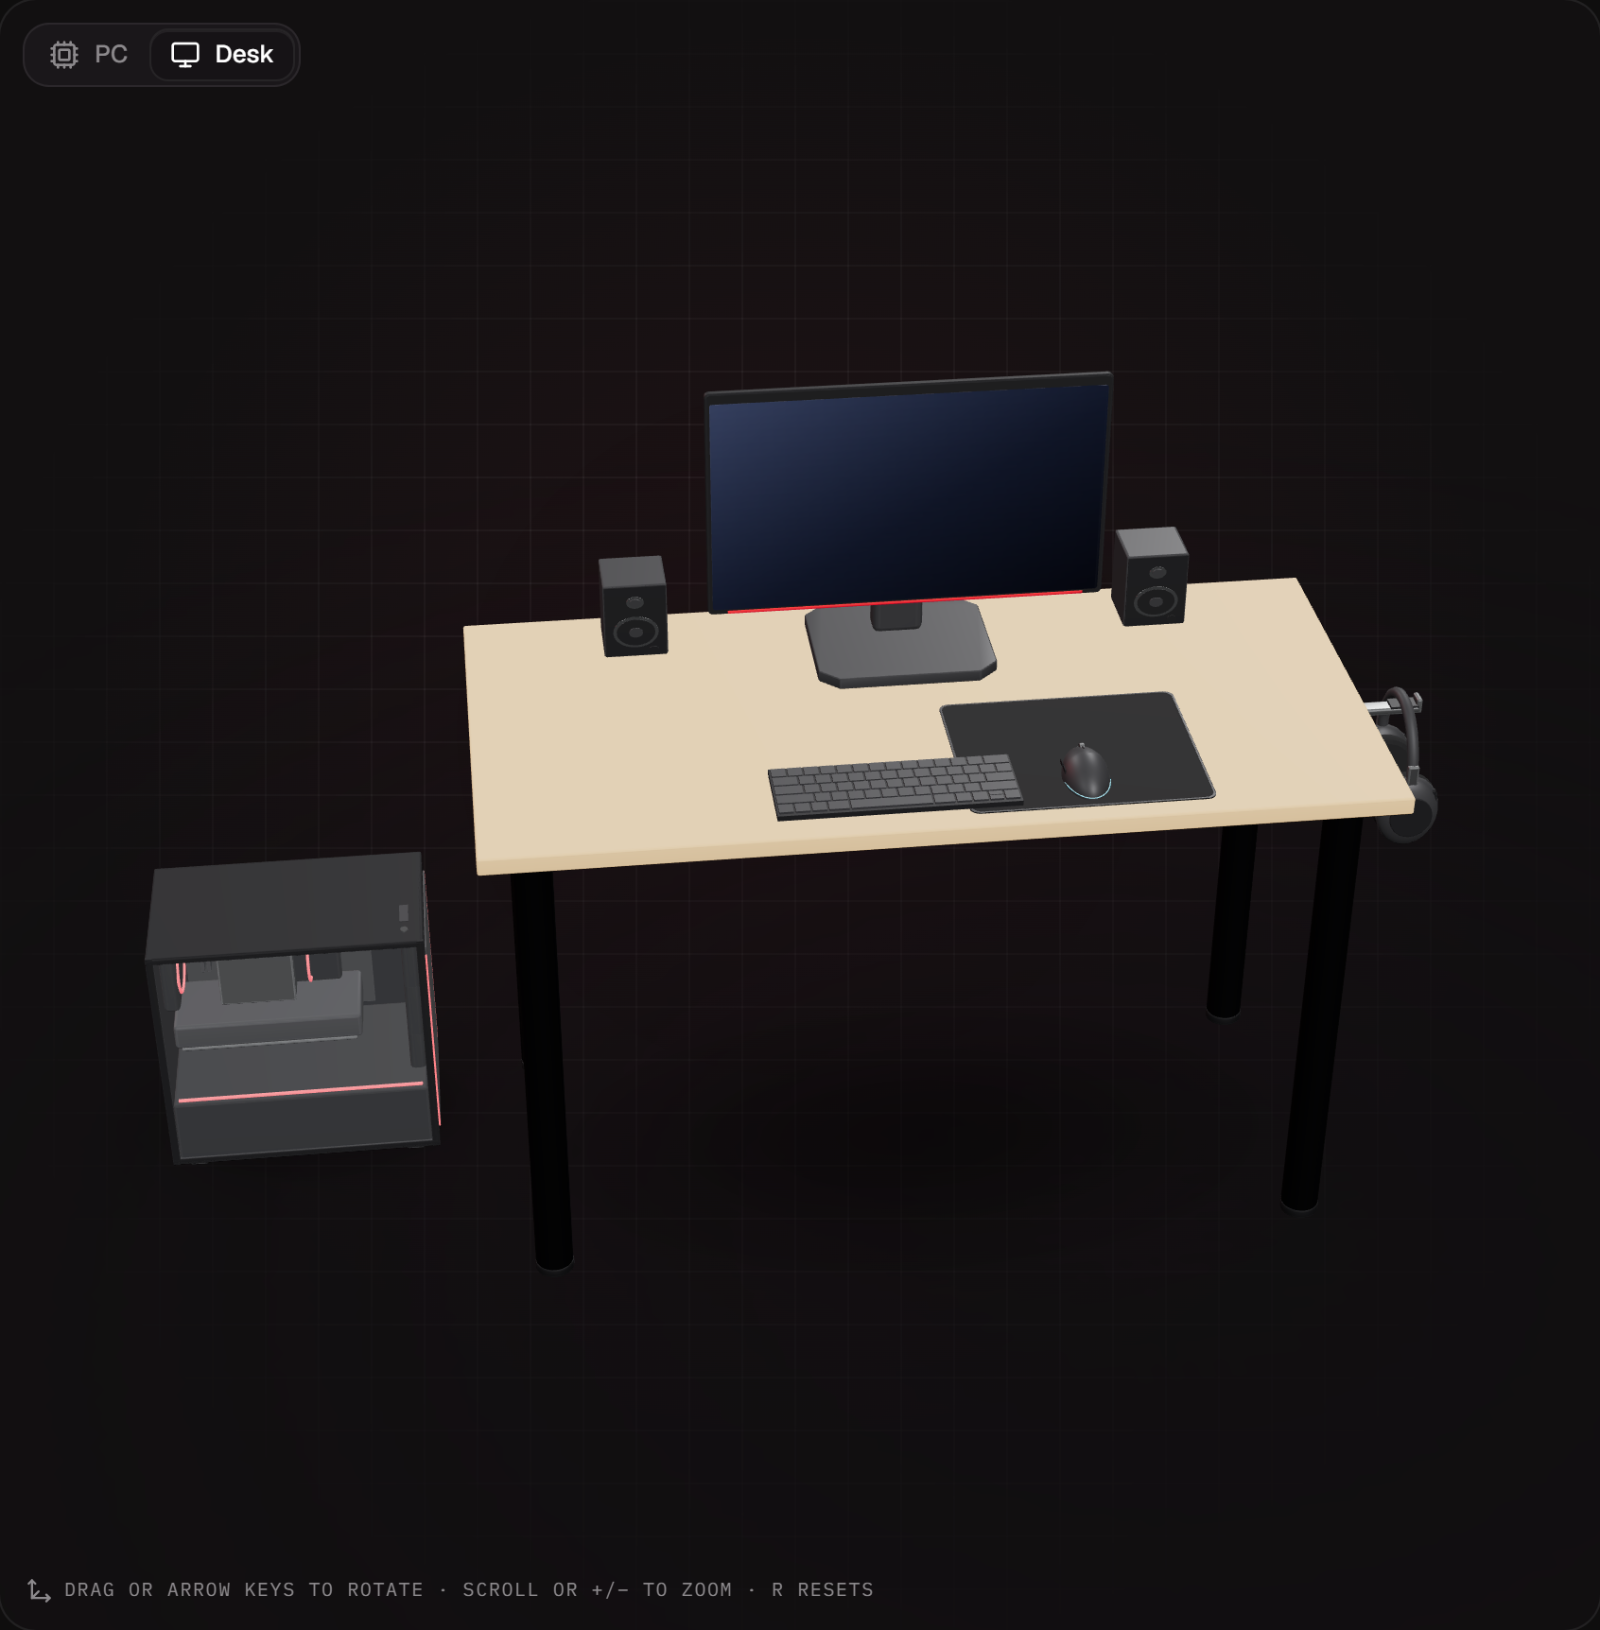 PC
Desk
DRAG OR ARROW KEYS TO ROTATE · SCROLL OR +/− TO ZOOM · R RESETS